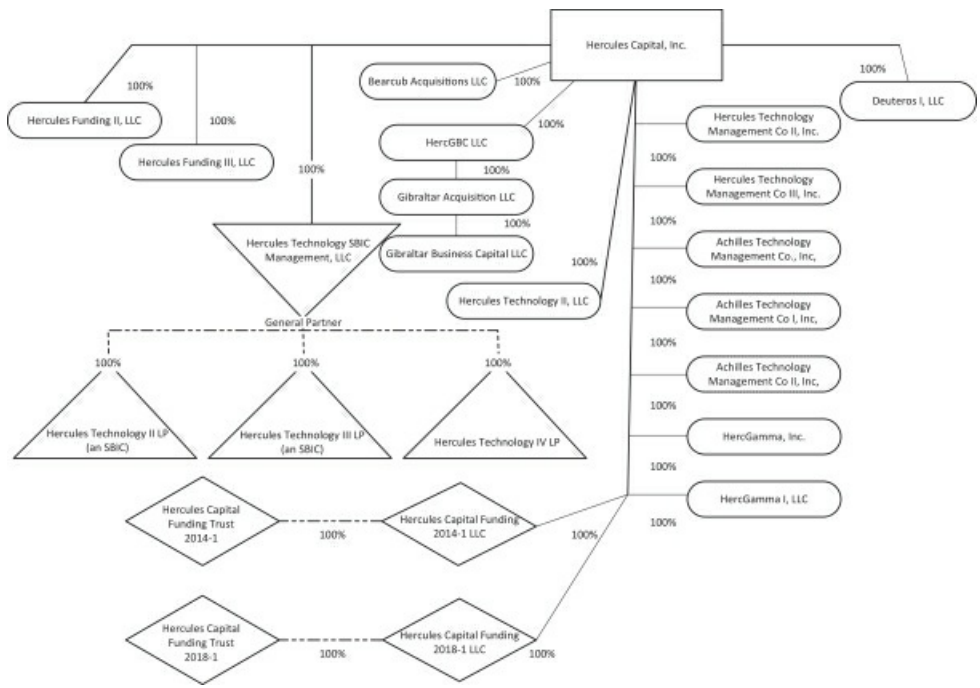 Hercules Capital, Inc.
100%
Hercules Funding II, LLC
100%
Hercules Funding III, LLC
100%
Bearcub Acquisitions LLC
100%
100%
Deuteros I, LLC
100%
HercGBC LLC
100%
Gibraltar Acquisition LLC
100%
Gibraltar Business Capital LLC
100%
Hercules Technology II, LLC
Hercules Technology
Management Co II, Inc.
100%
Hercules Technology
Management Co III, Inc.
100%
Achilles Technology
Management Co., Inc,
100%
Achilles Technology
Management Co I, Inc,
100%
Achilles Technology
Management Co II, Inc,
100%
HercGamma, Inc.
100%
HercGamma I, LLC
100%
Hercules Technology SBIC
Management, LLC
General Partner
100%
100%
100%
Hercules Technology II LP
(an SBIC)
Hercules Technology III LP
(an SBIC)
Hercules Technology IV LP
Hercules Capital
Funding Trust
2014-1
100%
Hercules Capital Funding
2014-1 LLC
100%
Hercules Capital
Funding Trust
2018-1
100%
Hercules Capital Funding
2018-1 LLC
100%